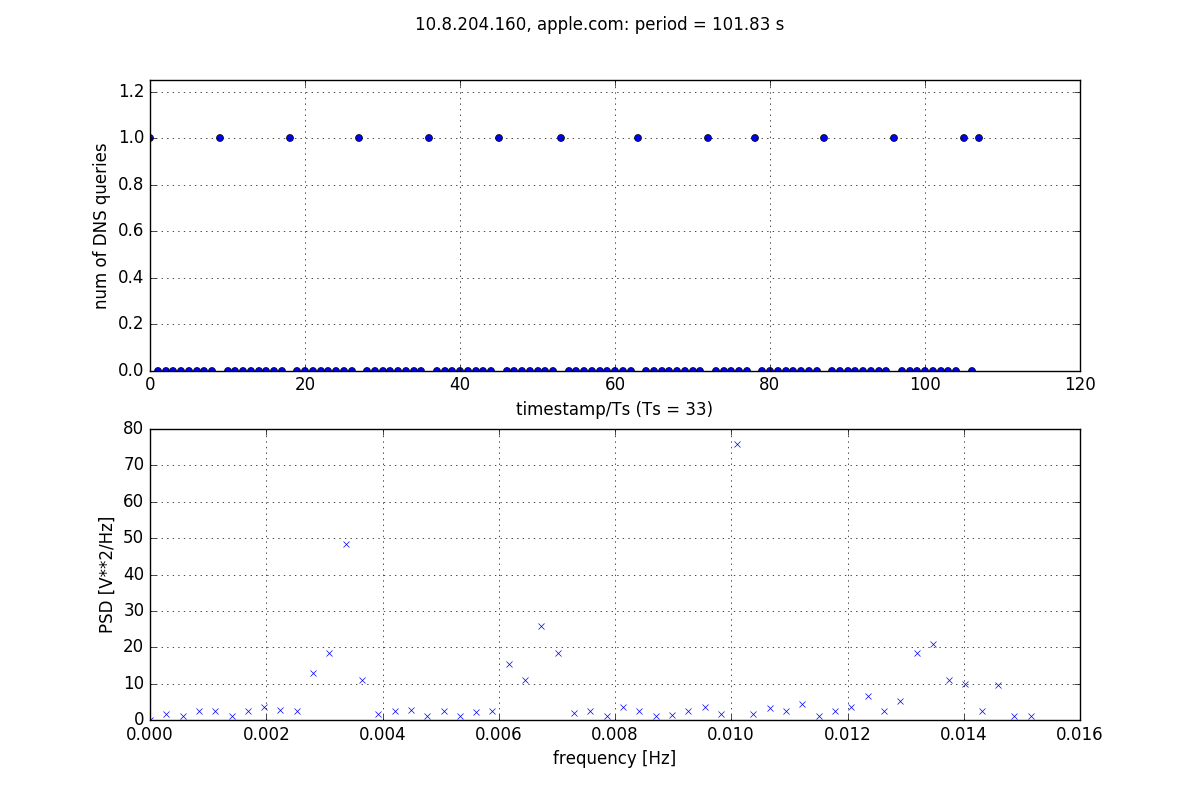 10.8.204.160, apple.com: period = 101.83 s
num of DNS queries
1.2
1.0
0.8
0.6
0.4
0.2
0.0
0 20 40 60 80 100 120
timestamp/Ts (Ts = 33)
PSD [V**2/Hz]
80
70
60
50
40
30
20
10
0
0.000 0.002 0.004 0.006 0.008 0.010 0.012 0.014 0.016
frequency [Hz]